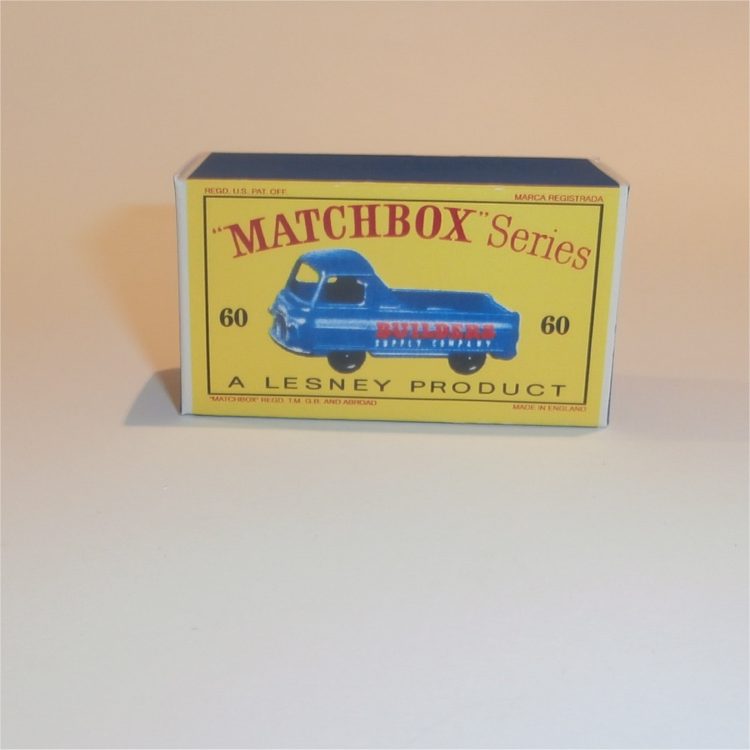 REGD. U.S. PAT. OFF. MARCA REGISTRADA
"MATCHBOX" Series
60 60
BUILDERS
SUPPLY COMPANY
A LESNEY PRODUCT
"MATCHBOX" REGD. T.M. G.B. AND ABROAD MADE IN ENGLAND